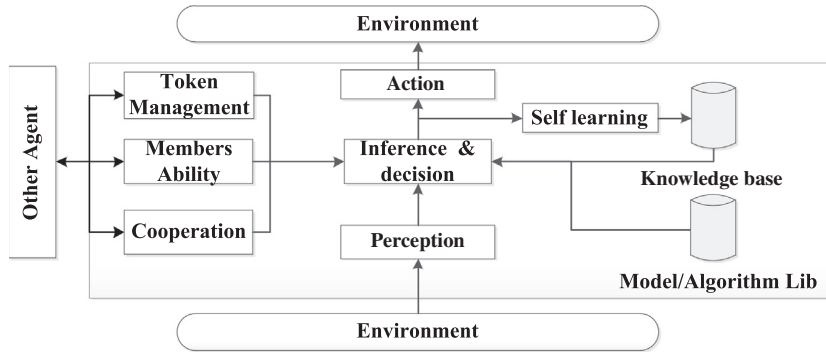 Environment
Action
Token
Management
Self learning
Other Agent
Members
Ability
Inference &
decision
Knowledge base
Cooperation
Perception
Model/Algorithm Lib
Environment